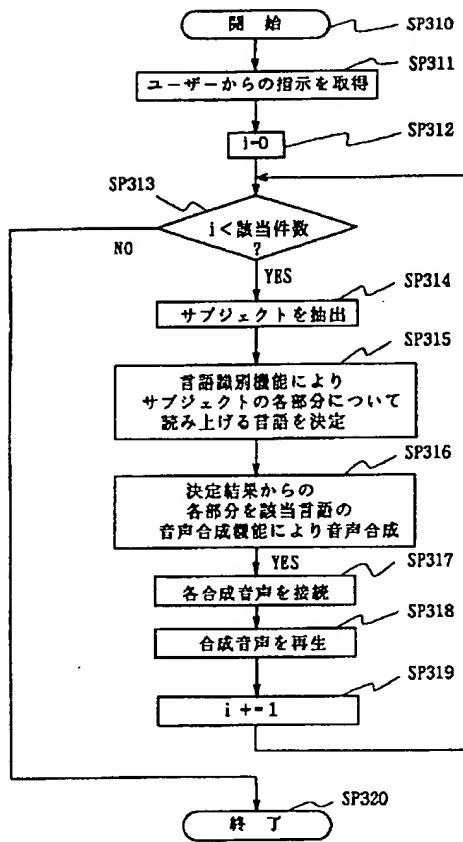 開 始
SP310
SP311
ユーザーからの指示を取得
SP312
i=0
SP313
i<該当件数
?
NO
YES
SP314
サブジェクトを抽出
SP315
言語識別機能により
サブジェクトの各部分について
読み上げる言語を決定
SP316
決定結果からの
各部分を該当言語の
音声合成機能により音声合成
YES
SP317
各合成音声を接続
SP318
合成音声を再生
SP319
i +=1
SP320
終 了